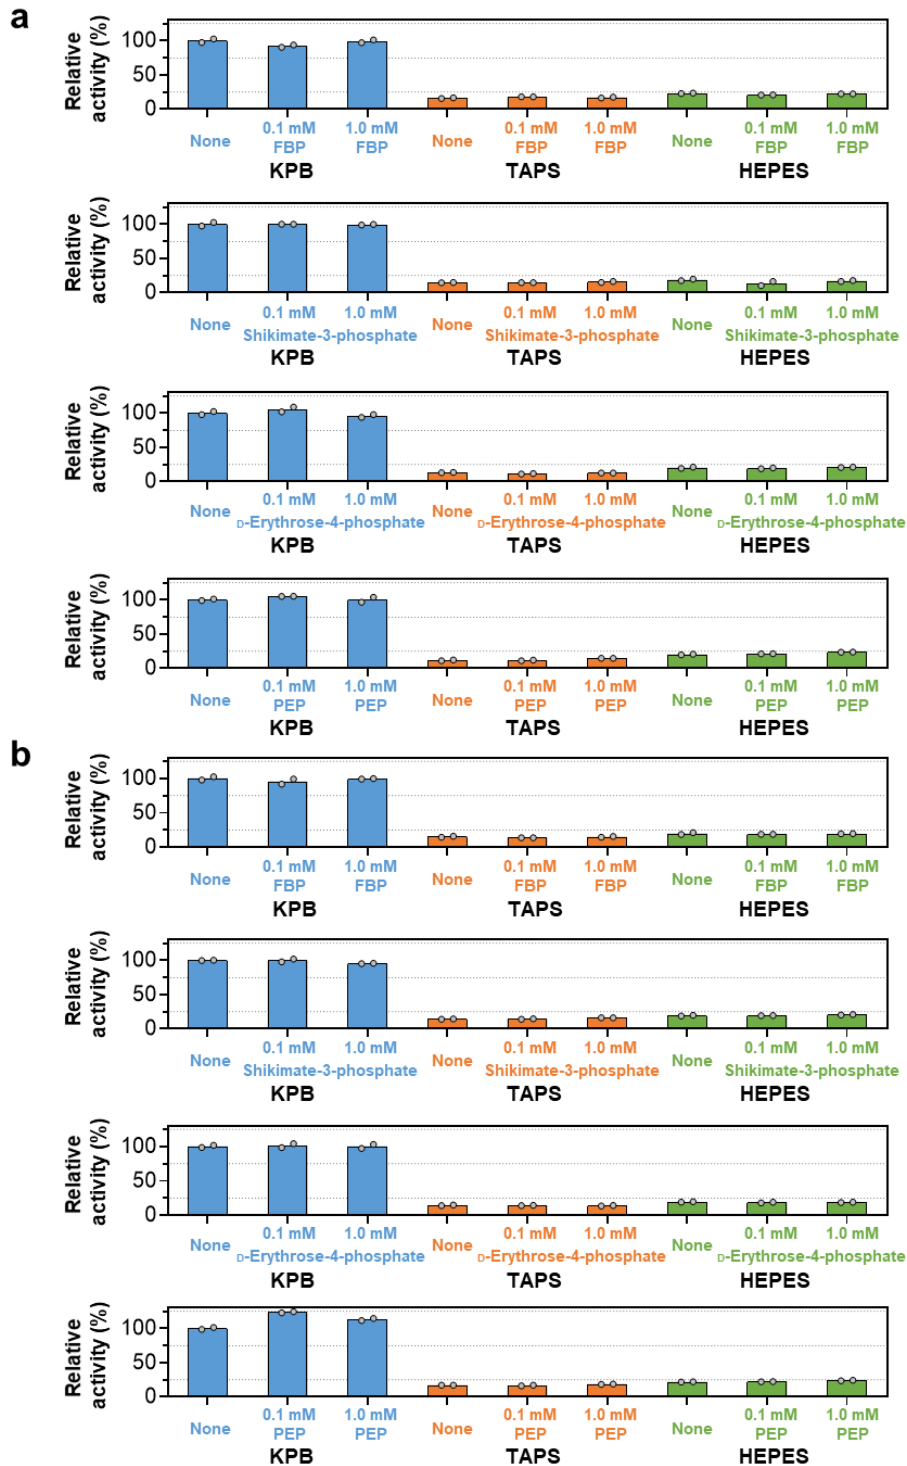 a
Relative
activity (%)
100
50
0
None
0.1 mM
FBP
1.0 mM
FBP
None
0.1 mM
FBP
1.0 mM
FBP
None
0.1 mM
FBP
1.0 mM
FBP
KPB
TAPS
HEPES
Relative
activity (%)
100
50
0
None
0.1 mM
1.0 mM
Shikimate-3-phosphate
None
0.1 mM
1.0 mM
Shikimate-3-phosphate
None
0.1 mM
1.0 mM
Shikimate-3-phosphate
KPB
TAPS
HEPES
Relative
activity (%)
100
50
0
None
0.1 mM
1.0 mM
D-Erythrose-4-phosphate
None
0.1 mM
1.0 mM
D-Erythrose-4-phosphate
None
0.1 mM
1.0 mM
D-Erythrose-4-phosphate
KPB
TAPS
HEPES
Relative
activity (%)
100
50
0
None
0.1 mM
PEP
1.0 mM
PEP
None
0.1 mM
PEP
1.0 mM
PEP
None
0.1 mM
PEP
1.0 mM
PEP
KPB
TAPS
HEPES
b
Relative
activity (%)
100
50
0
None
0.1 mM
FBP
1.0 mM
FBP
None
0.1 mM
FBP
1.0 mM
FBP
None
0.1 mM
FBP
1.0 mM
FBP
KPB
TAPS
HEPES
Relative
activity (%)
100
50
0
None
0.1 mM
1.0 mM
Shikimate-3-phosphate
None
0.1 mM
1.0 mM
Shikimate-3-phosphate
None
0.1 mM
1.0 mM
Shikimate-3-phosphate
KPB
TAPS
HEPES
Relative
activity (%)
100
50
0
None
0.1 mM
1.0 mM
D-Erythrose-4-phosphate
None
0.1 mM
1.0 mM
D-Erythrose-4-phosphate
None
0.1 mM
1.0 mM
D-Erythrose-4-phosphate
KPB
TAPS
HEPES
Relative
activity (%)
100
50
0
None
0.1 mM
PEP
1.0 mM
PEP
None
0.1 mM
PEP
1.0 mM
PEP
None
0.1 mM
PEP
1.0 mM
PEP
KPB
TAPS
HEPES